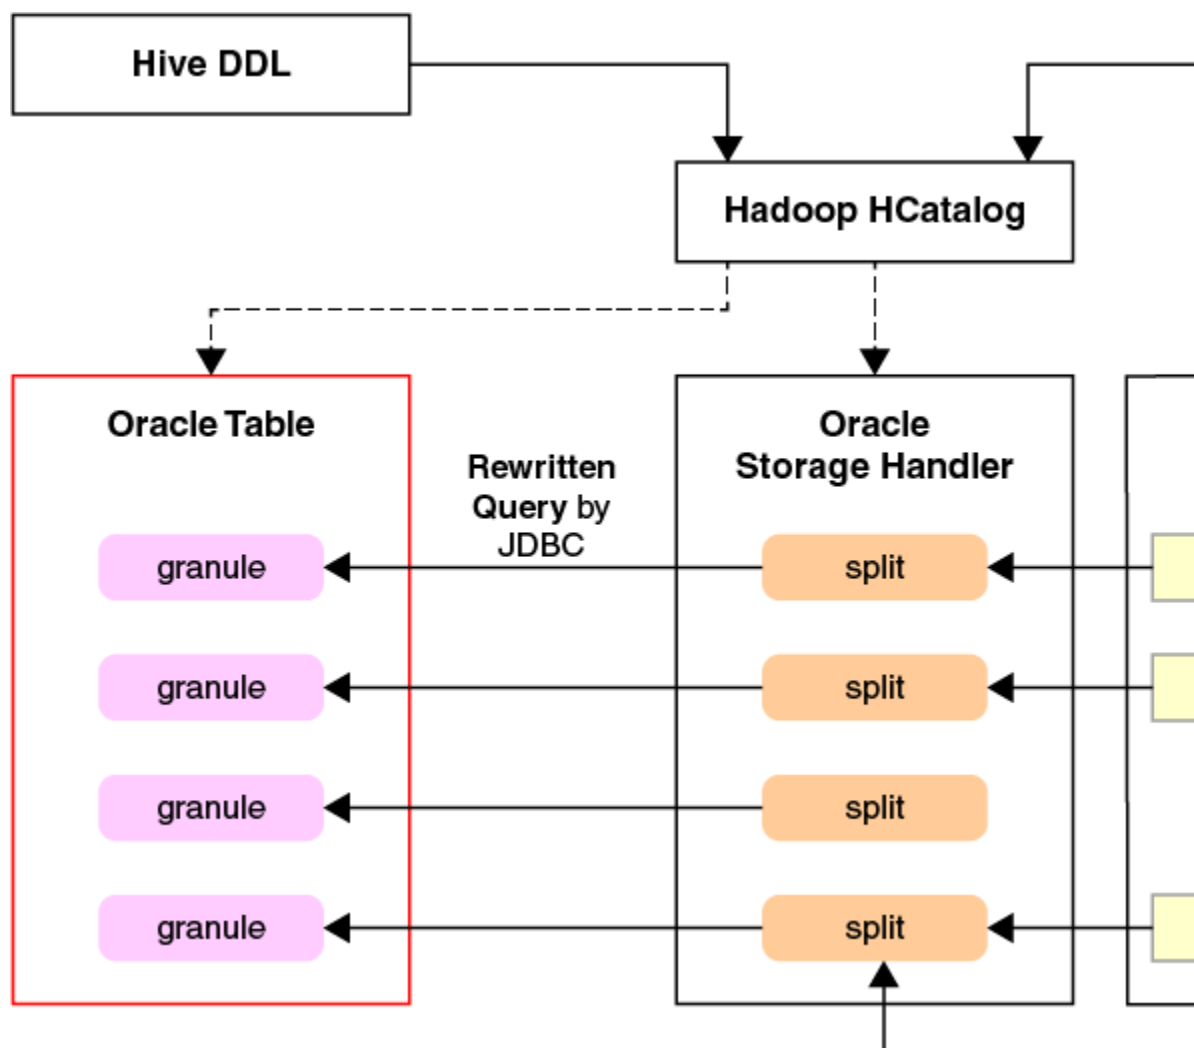 Hive DDL
Hadoop HCatalog
Oracle Table
Oracle
Storage Handler
Rewritten
Query by
JDBC
granule
split
granule
split
granule
split
granule
split